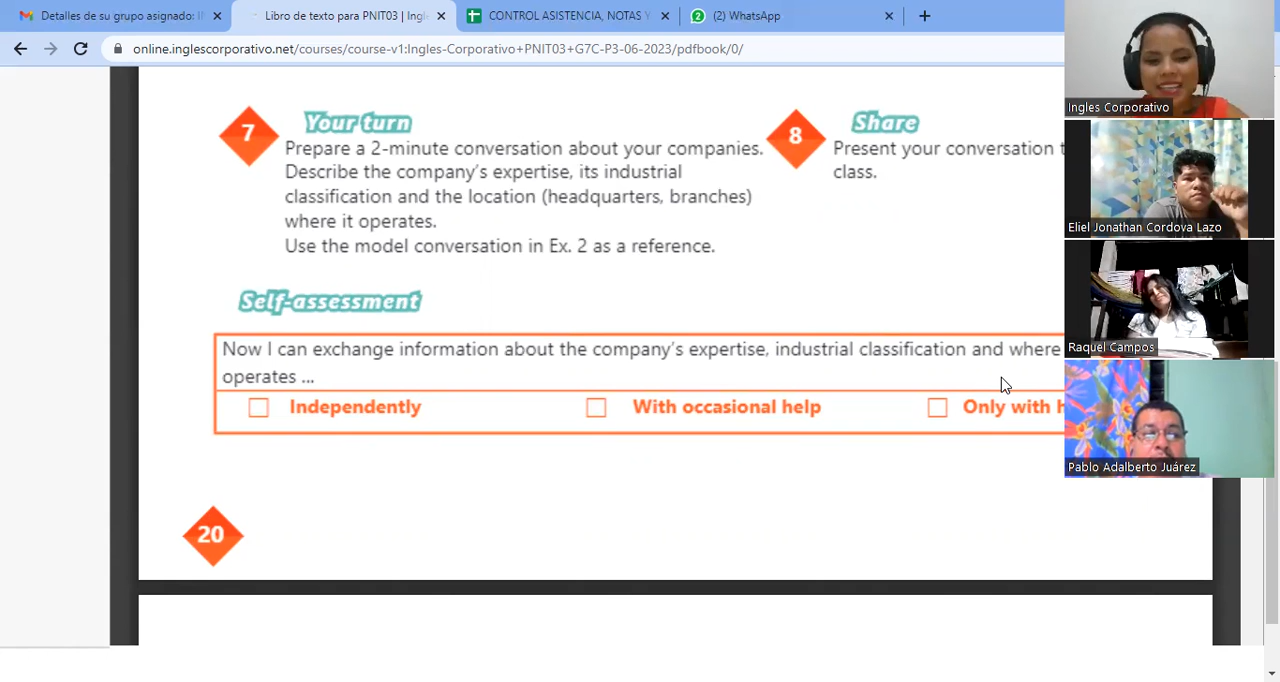 Detalles de su grupo asignado: II
Libro de texto para PNIT03 | Ingl
CONTROL ASISTENCIA, NOTAS Y
2
(2) WhatsApp
online.inglescorporativo.net/courses/course-v1:Ingles-Corporativo+PNIT03+G7C-P3-06-2023/pdfbook/0/
7
Your turn
Prepare a 2-minute conversation about your companies.
Describe the company's expertise, its industrial
classification and the location (headquarters, branches)
where it operates.
Use the model conversation in Ex. 2 as a reference.
8
Share
Present your conversation
class.
Self-assessment
Now I can exchange information about the company's expertise, industrial classification and where
operates ...
Independently
With occasional help
Only with
20
Ingles Corporativo
Eliel Jonathan Cordova Lazo
Raquel Campos
Pablo Adalberto Juárez